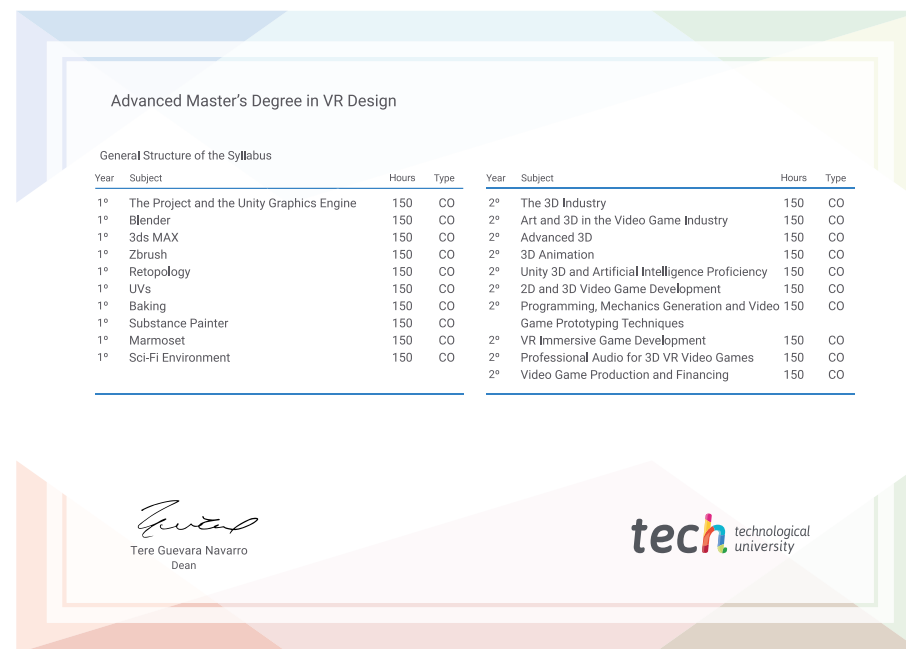 Advanced Master's Degree in VR Design
General Structure of the Syllabus
Year Subject Hours Type
1º The Project and the Unity Graphics Engine 150 CO
1º Blender 150 CO
1º 3ds MAX 150 CO
1º Zbrush 150 CO
1º Retopology 150 CO
1º UVs 150 CO
1º Baking 150 CO
1º Substance Painter 150 CO
1º Marmoset 150 CO
1º Sci-Fi Environment 150 CO
Year Subject Hours Type
2º The 3D Industry 150 CO
2º Art and 3D in the Video Game Industry 150 CO
2º Advanced 3D 150 CO
2º 3D Animation 150 CO
2º Unity 3D and Artificial Intelligence Proficiency 150 CO
2º 2D and 3D Video Game Development 150 CO
2º Programming, Mechanics Generation and Video 150 CO
Game Prototyping Techniques
2º VR Immersive Game Development 150 CO
2º Professional Audio for 3D VR Video Games 150 CO
2º Video Game Production and Financing 150 CO
Tere Guevara Navarro
Dean
tech technological
university